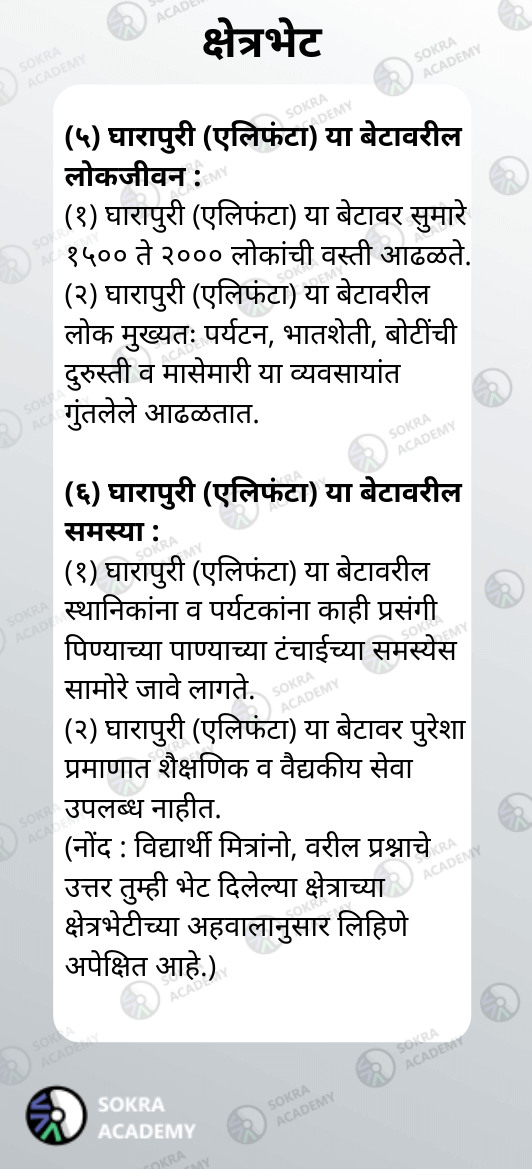 क्षेत्रभेट
(५) घारापुरी (एलिफंटा) या बेटावरील
लोकजीवन :
(१) घारापुरी (एलिफंटा) या बेटावर सुमारे
१५०० ते २००० लोकांची वस्ती आढळते.
(२) घारापुरी (एलिफंटा) या बेटावरील
लोक मुख्यतः पर्यटन, भातशेती, बोटींची
दुरुस्ती व मासेमारी या व्यवसायांत
गुंतलेले आढळतात.
(६) घारापुरी (एलिफंटा) या बेटावरील
समस्या :
(१) घारापुरी (एलिफंटा) या बेटावरील
स्थानिकांना व पर्यटकांना काही प्रसंगी
पिण्याच्या पाण्याच्या टंचाईच्या समस्येस
सामोरे जावे लागते.
(२) घारापुरी (एलिफंटा) या बेटावर पुरेशा
प्रमाणात शैक्षणिक व वैद्यकीय सेवा
उपलब्ध नाहीत.
(नोंद : विद्यार्थी मित्रांनो, वरील प्रश्नाचे
उत्तर तुम्ही भेट दिलेल्या क्षेत्राच्या
क्षेत्रभेटीच्या अहवालानुसार लिहिणे
अपेक्षित आहे.)
SOKRA
ACADEMY